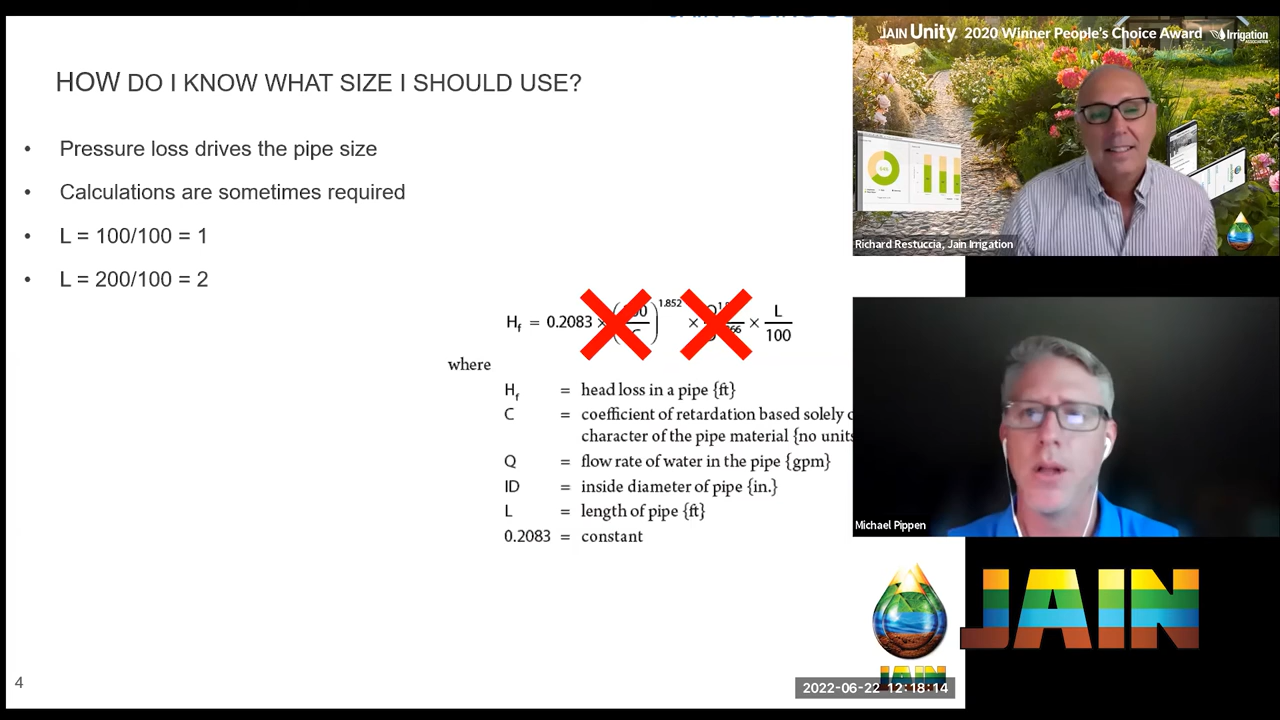 HOW DO I KNOW WHAT SIZE I SHOULD USE?
• Pressure loss drives the pipe size
• Calculations are sometimes required
• L = 100/100 = 1
• L = 200/100 = 2
Hf = 0.2083 × ( )1.852 × × L/100
where
Hf = head loss in a pipe {ft}
C = coefficient of retardation based solely
character of the pipe material {no units
Q = flow rate of water in the pipe {gpm}
ID = inside diameter of pipe {in.}
L = length of pipe {ft}
0.2083 = constant
4
JAIN Unity 2020 Winner People's Choice Award Irrigation
Richard Restuccia, Jain Irrigation
Michael Pippen
JAIN
JAIN
2022-06-22 12:18:14